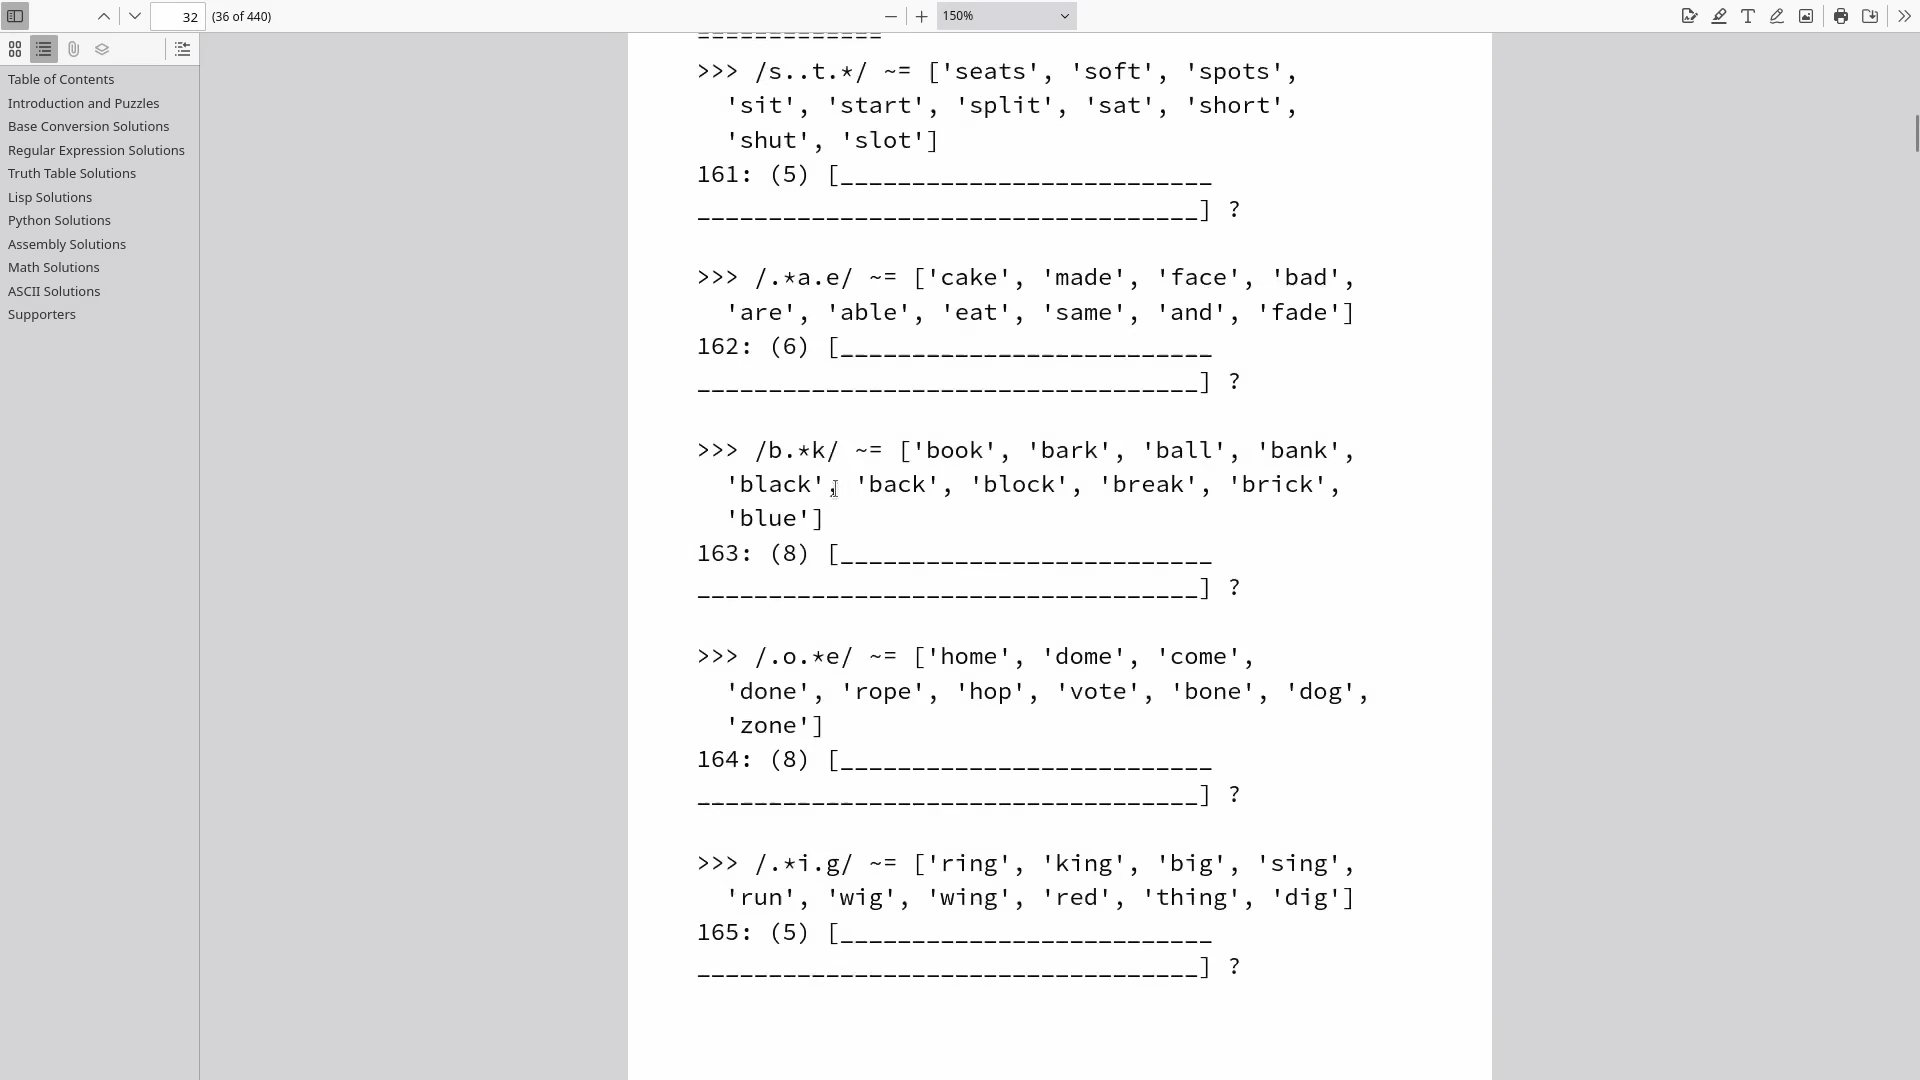 32
(36 of 440)
150%
Table of Contents
Introduction and Puzzles
Base Conversion Solutions
Regular Expression Solutions
Truth Table Solutions
Lisp Solutions
Python Solutions
Assembly Solutions
Math Solutions
ASCII Solutions
Supporters
=============
>>> /s..t.*/ ~= ['seats', 'soft', 'spots',
'sit', 'start', 'split', 'sat', 'short',
'shut', 'slot']
161: (5) [__________________________
___________________________________] ?
>>> /.*a.e/ ~= ['cake', 'made', 'face', 'bad',
'are', 'able', 'eat', 'same', 'and', 'fade']
162: (6) [__________________________
___________________________________] ?
>>> /b.*k/ ~= ['book', 'bark', 'ball', 'bank',
'black', 'back', 'block', 'break', 'brick',
'blue']
163: (8) [__________________________
___________________________________] ?
>>> /.o.*e/ ~= ['home', 'dome', 'come',
'done', 'rope', 'hop', 'vote', 'bone', 'dog',
'zone']
164: (8) [__________________________
___________________________________] ?
>>> /.*i.g/ ~= ['ring', 'king', 'big', 'sing',
'run', 'wig', 'wing', 'red', 'thing', 'dig']
165: (5) [__________________________
___________________________________] ?